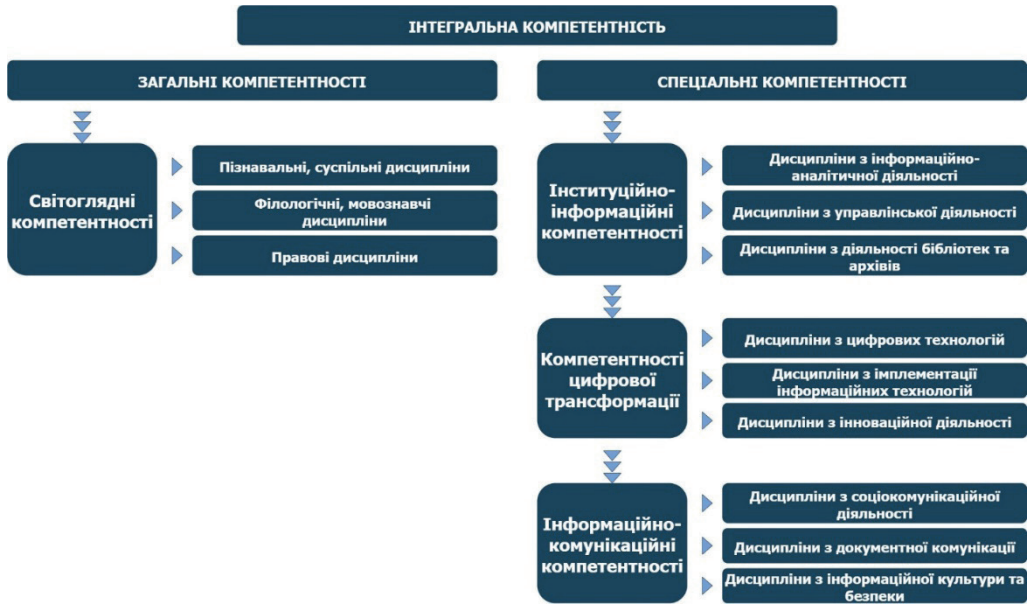 ІНТЕГРАЛЬНА КОМПЕТЕНТНІСТЬ
ЗАГАЛЬНІ КОМПЕТЕНТНОСТІ
Світоглядні
компетентності
Пізнавальні, суспільні дисципліни
Філологічні, мовознавчі
дисципліни
Правові дисципліни
СПЕЦІАЛЬНІ КОМПЕТЕНТНОСТІ
Інституційно-
інформаційні
компетентності
Дисципліни з інформаційно-
аналітичної діяльності
Дисципліни з управлінської діяльності
Дисципліни з діяльності бібліотек та
архівів
Компетентності
цифрової
трансформації
Дисципліни з цифрових технологій
Дисципліни з імплементації
інформаційних технологій
Дисципліни з інноваційної діяльності
Інформаційно-
комунікаційні
компетентності
Дисципліни з соціокомунікаційної
діяльності
Дисципліни з документної комунікації
Дисципліни з інформаційної культури та
безпеки